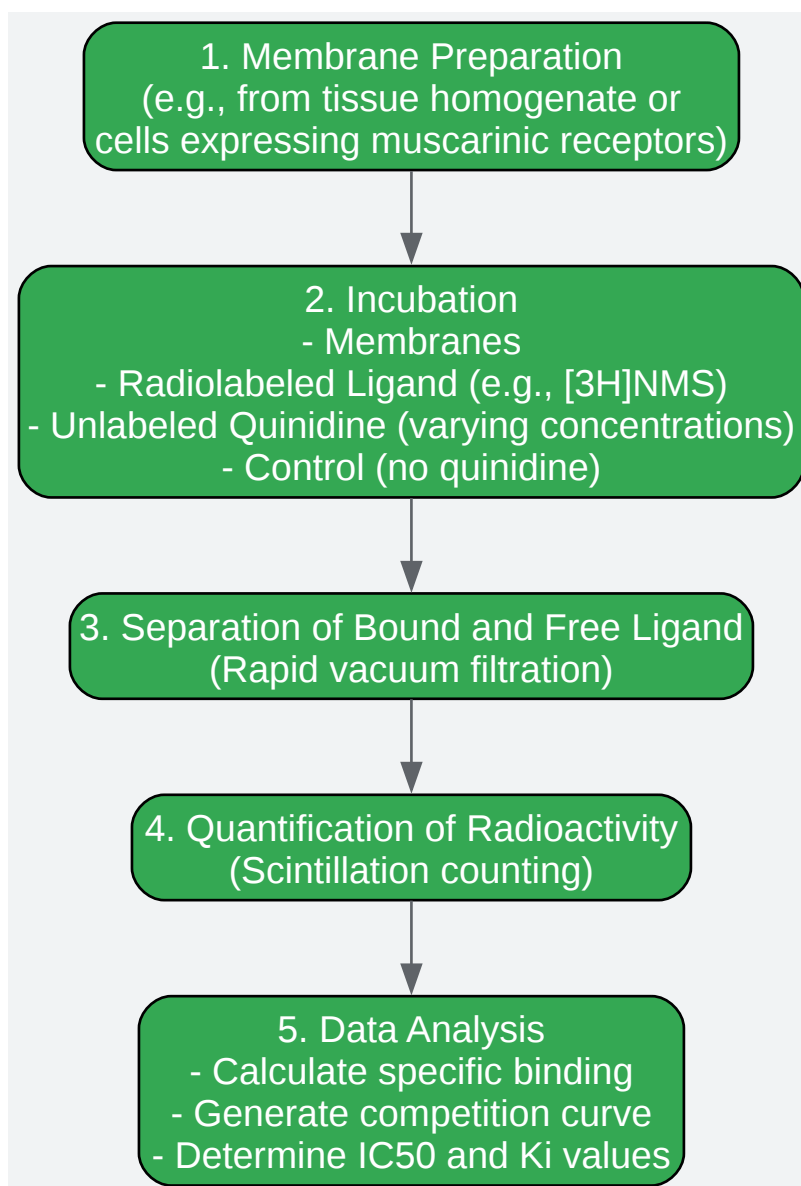 1. Membrane Preparation
(e.g., from tissue homogenate or
cells expressing muscarinic receptors)
2. Incubation
- Membranes
- Radiolabeled Ligand (e.g., [3H]NMS)
- Unlabeled Quinidine (varying concentrations)
- Control (no quinidine)
3. Separation of Bound and Free Ligand
(Rapid vacuum filtration)
4. Quantification of Radioactivity
(Scintillation counting)
5. Data Analysis
- Calculate specific binding
- Generate competition curve
- Determine IC50 and Ki values